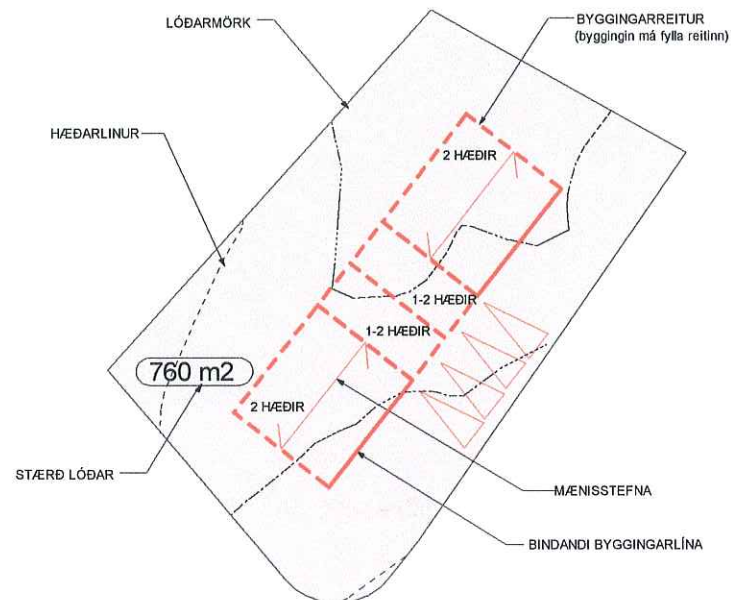 LÓÐARMÖRK
BYGGINGARREITUR
(byggingin má fylla reitinn)
HÆÐARLINUR
2 HÆÐIR
1-2 HÆÐIR
1-2 HÆÐIR
760 m2
2 HÆÐIR
STÆRÐ LÓÐAR
MÆNISSTEFNA
BINDANDI BYGGINGARLÍNA